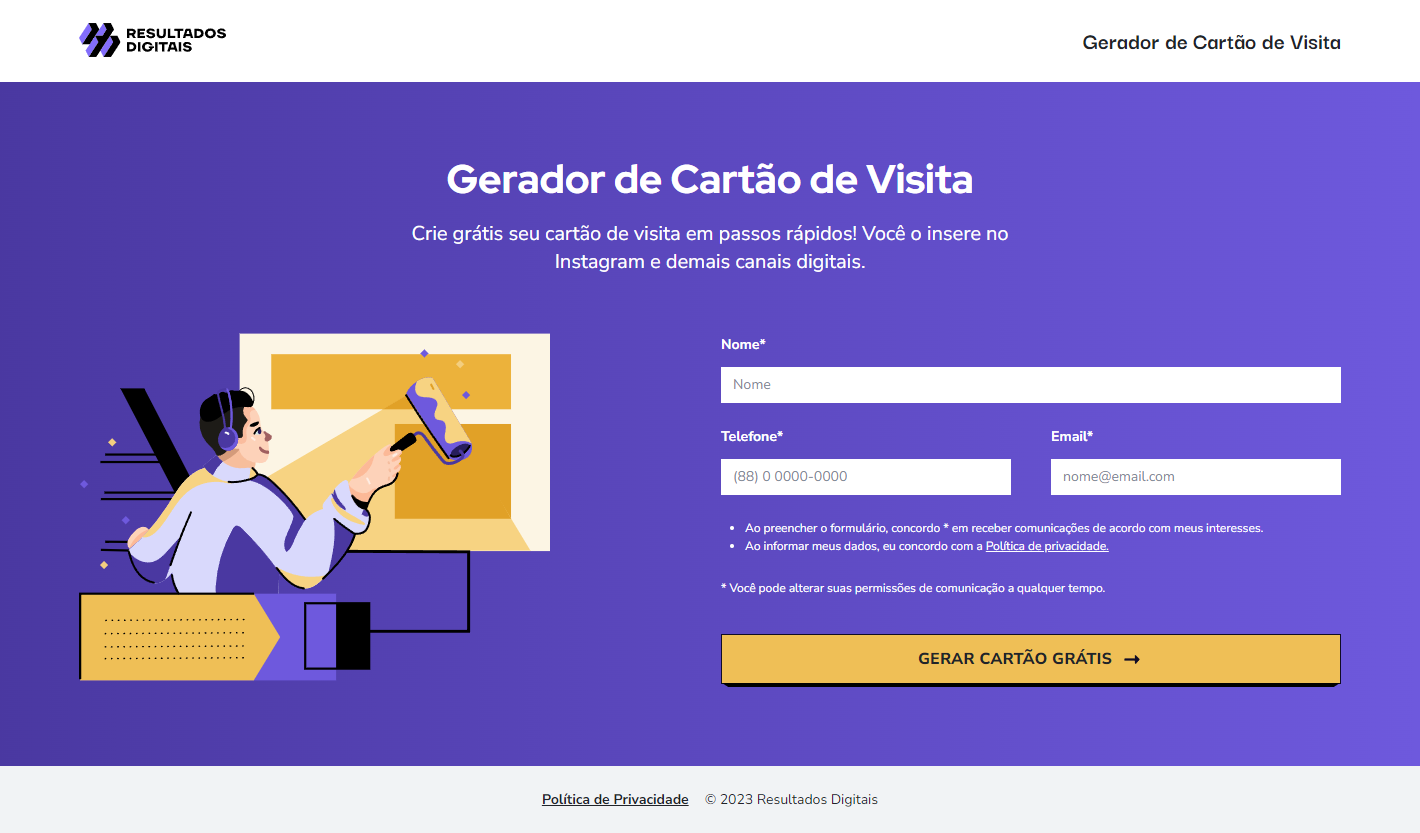 RESULTADOS
DIGITAIS
Gerador de Cartão de Visita
Gerador de Cartão de Visita
Crie grátis seu cartão de visita em passos rápidos! Você o insere no
Instagram e demais canais digitais.
Nome*
Nome
Telefone* Email*
(88) 0 0000-0000 nome@email.com
• Ao preencher o formulário, concordo * em receber comunicações de acordo com meus interesses.
• Ao informar meus dados, eu concordo com a Política de privacidade.
* Você pode alterar suas permissões de comunicação a qualquer tempo.
GERAR CARTÃO GRÁTIS →
Política de Privacidade © 2023 Resultados Digitais